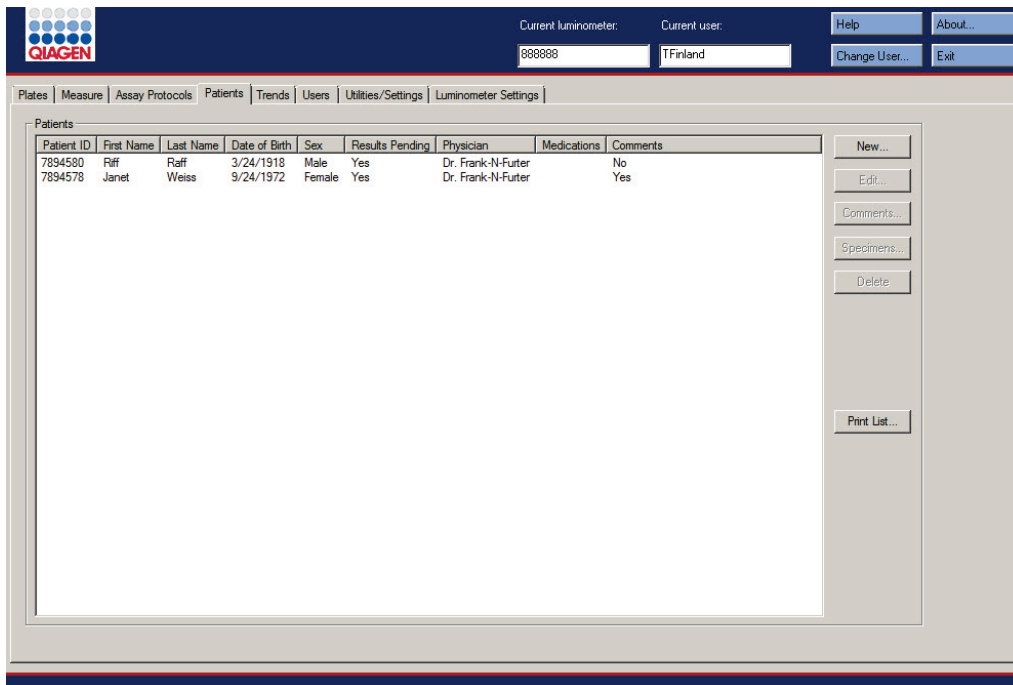 QIAGEN
Current luminometer: Current user:
888888 TFinland
Help About...
Change User... Exit
Plates Measure Assay Protocols Patients Trends Users Utilities/Settings Luminometer Settings
Patients
Patient ID First Name Last Name Date of Birth Sex Results Pending Physician Medications Comments
7894580 Riff Raff 3/24/1918 Male Yes Dr. Frank-N-Furter No
7894578 Janet Weiss 9/24/1972 Female Yes Dr. Frank-N-Furter Yes
New...
Edit...
Comments...
Specimens...
Delete
Print List...